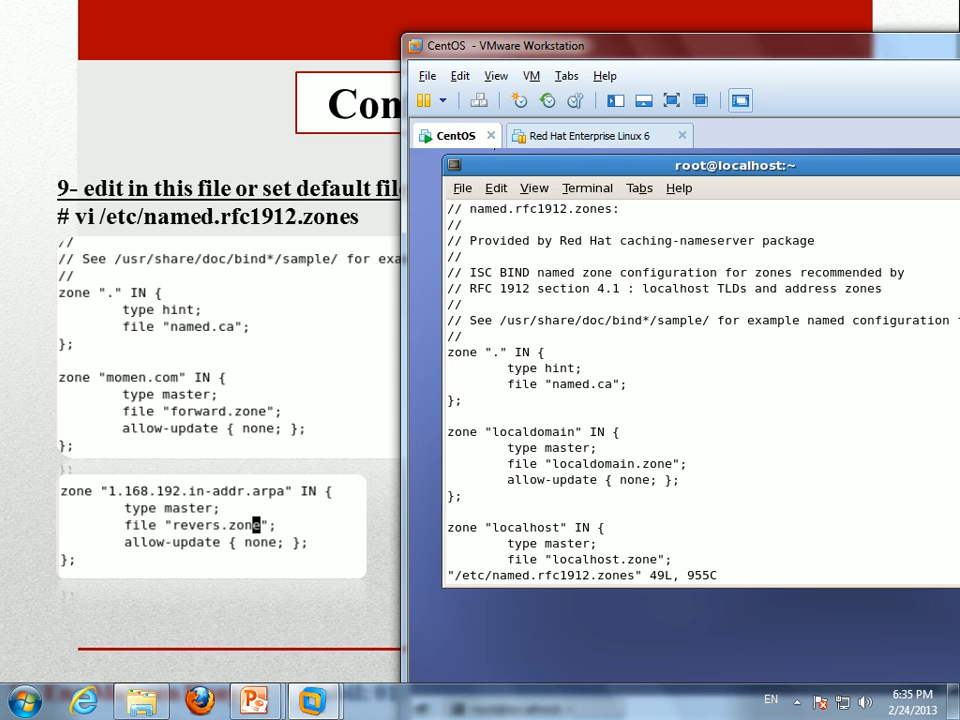 Con
9- edit in this file or set default fil
# vi /etc/named.rfc1912.zones
//
// See /usr/share/doc/bind*/sample/ for exa
//
zone "." IN {
type hint;
file "named.ca";
};
zone "momen.com" IN {
type master;
file "forward.zone";
allow-update { none; };
};
zone "1.168.192.in-addr.arpa" IN {
type master;
file "revers.zone";
allow-update { none; };
};
CentOS - VMware Workstation
File Edit View VM Tabs Help
CentOS × Red Hat Enterprise Linux 6 ×
root@localhost:~
File Edit View Terminal Tabs Help
// named.rfc1912.zones:
//
// Provided by Red Hat caching-nameserver package
//
// ISC BIND named zone configuration for zones recommended by
// RFC 1912 section 4.1 : localhost TLDs and address zones
//
// See /usr/share/doc/bind*/sample/ for example named configuration f
//
zone "." IN {
type hint;
file "named.ca";
};
zone "localdomain" IN {
type master;
file "localdomain.zone";
allow-update { none; };
};
zone "localhost" IN {
type master;
file "localhost.zone";
"/etc/named.rfc1912.zones" 49L, 955C
EN
6:35 PM
2/24/2013